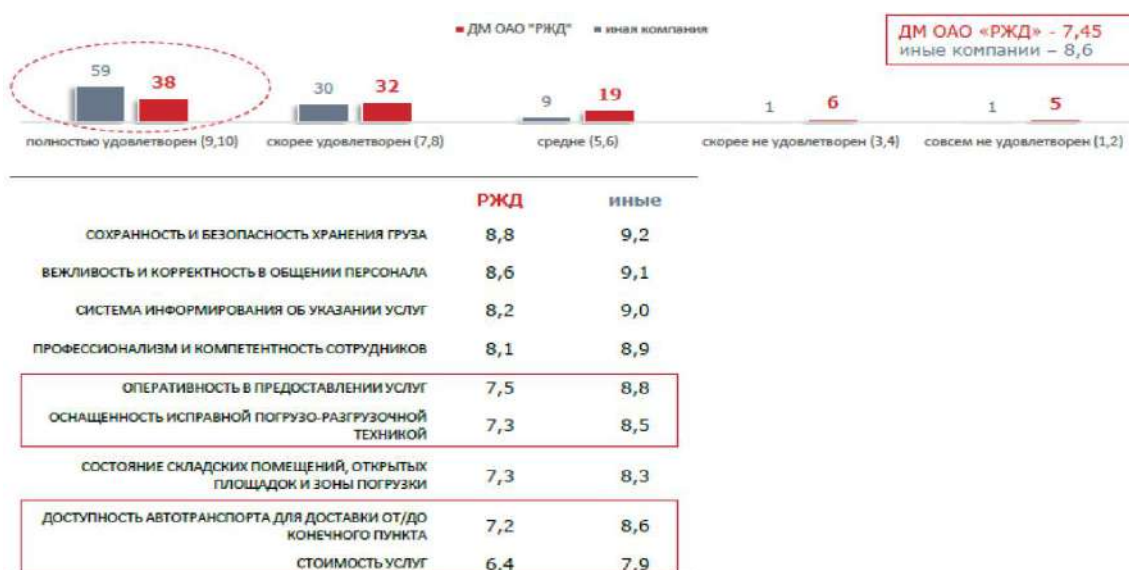 ДМ ОАО "РЖД" иная компания
ДМ ОАО «РЖД» - 7,45
иные компании – 8,6
59 38 30 32 9 19 1 6 1 5
полностью удовлетворен (9,10) скорее удовлетворен (7,8) средне (5,6) скорее не удовлетворен (3,4) совсем не удовлетворен (1,2)
РЖД иные
СОХРАННОСТЬ И БЕЗОПАСНОСТЬ ХРАНЕНИЯ ГРУЗА 8,8 9,2
ВЕЖЛИВОСТЬ И КОРРЕКТНОСТЬ В ОБЩЕНИИ ПЕРСОНАЛА 8,6 9,1
СИСТЕМА ИНФОРМИРОВАНИЯ ОБ УКАЗАНИИ УСЛУГ 8,2 9,0
ПРОФЕССИОНАЛИЗМ И КОМПЕТЕНТНОСТЬ СОТРУДНИКОВ 8,1 8,9
ОПЕРАТИВНОСТЬ В ПРЕДОСТАВЛЕНИИ УСЛУГ 7,5 8,8
ОСНАЩЕННОСТЬ ИСПРАВНОЙ ПОГРУЗО-РАЗГРУЗОЧНОЙ
ТЕХНИКОЙ 7,3 8,5
СОСТОЯНИЕ СКЛАДСКИХ ПОМЕЩЕНИЙ, ОТКРЫТЫХ
ПЛОЩАДОК И ЗОНЫ ПОГРУЗКИ 7,3 8,3
ДОСТУПНОСТЬ АВТОТРАНСПОРТА ДЛЯ ДОСТАВКИ ОТ/ДО
КОНЕЧНОГО ПУНКТА 7,2 8,6
СТОИМОСТЬ УСЛУГ 6,4 7,9